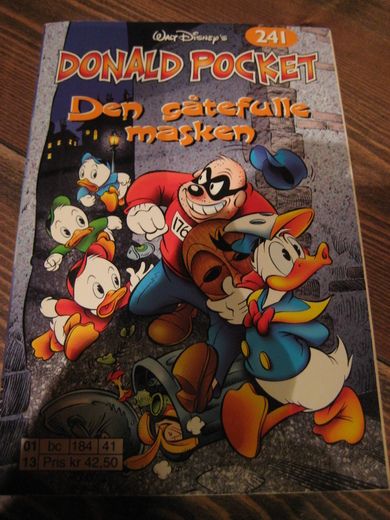 Walt Disney's
241
DONALD POCKET
Den gåtefulle
masken
176
01 bc 184 41
13 Pris kr 42,50